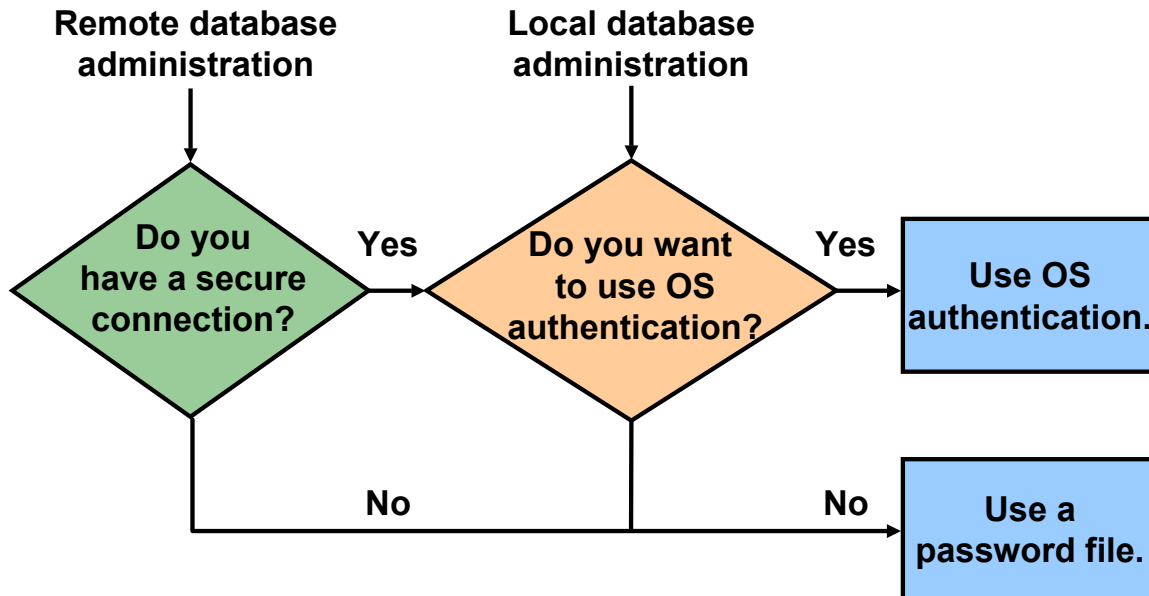 Remote database
administration
Local database
administration
Do you
have a secure
connection?
Yes
Do you want
to use OS
authentication?
Yes
Use OS
authentication.
No
No
Use a
password file.